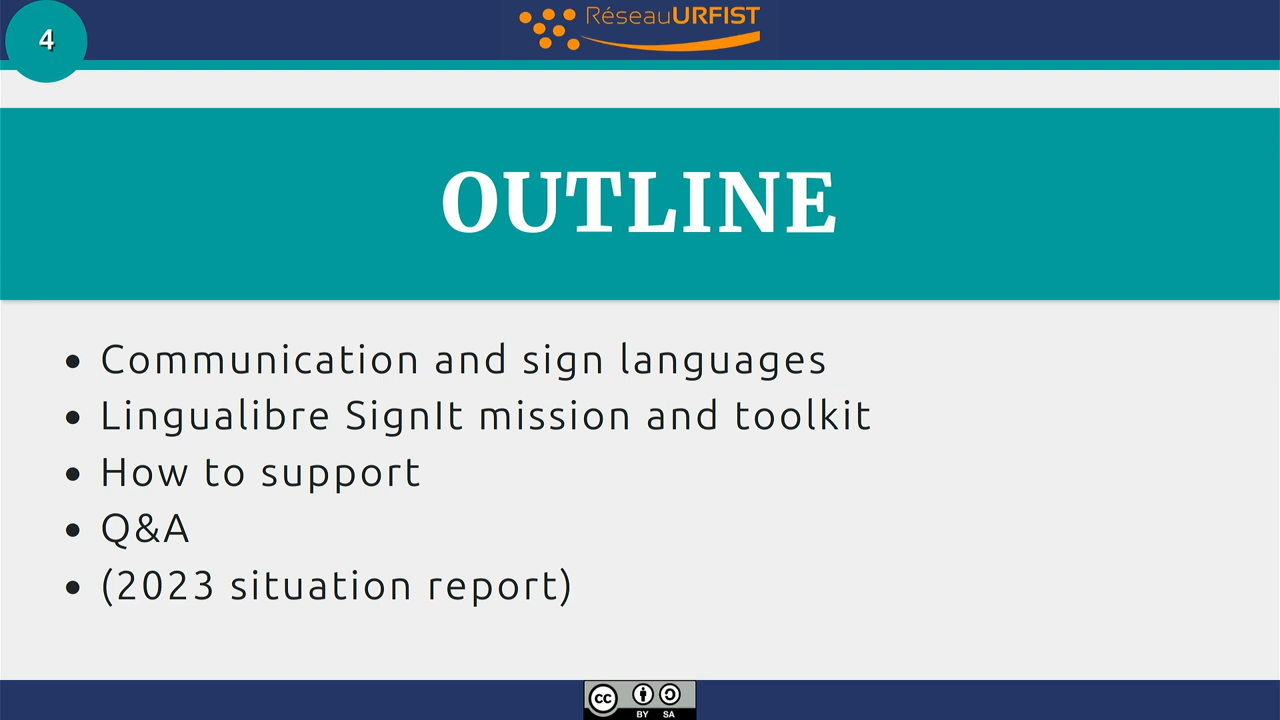 4
RéseauURFIST
OUTLINE
• Communication and sign languages
• Lingualibre SignIt mission and toolkit
• How to support
• Q&A
• (2023 situation report)
cc
BY SA